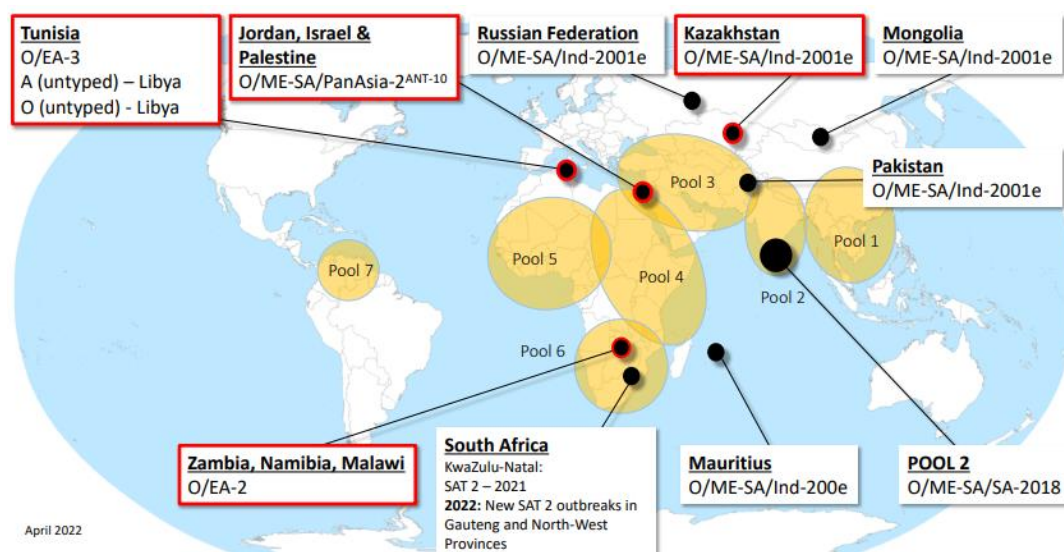 Tunisia
O/EA-3
A (untyped) – Libya
O (untyped) - Libya
Jordan, Israel &
Palestine
O/ME-SA/PanAsia-2ANT-10
Russian Federation
O/ME-SA/Ind-2001e
Kazakhstan
O/ME-SA/Ind-2001e
Mongolia
O/ME-SA/Ind-2001e
Pakistan
O/ME-SA/Ind-2001e
Pool 3
Pool 1
Pool 5
Pool 4
Pool 7
Pool 2
Pool 6
Zambia, Namibia, Malawi
O/EA-2
South Africa
KwaZulu-Natal:
SAT 2 – 2021
2022: New SAT 2 outbreaks in
Gauteng and North-West
Provinces
Mauritius
O/ME-SA/Ind-200e
POOL 2
O/ME-SA/SA-2018
April 2022